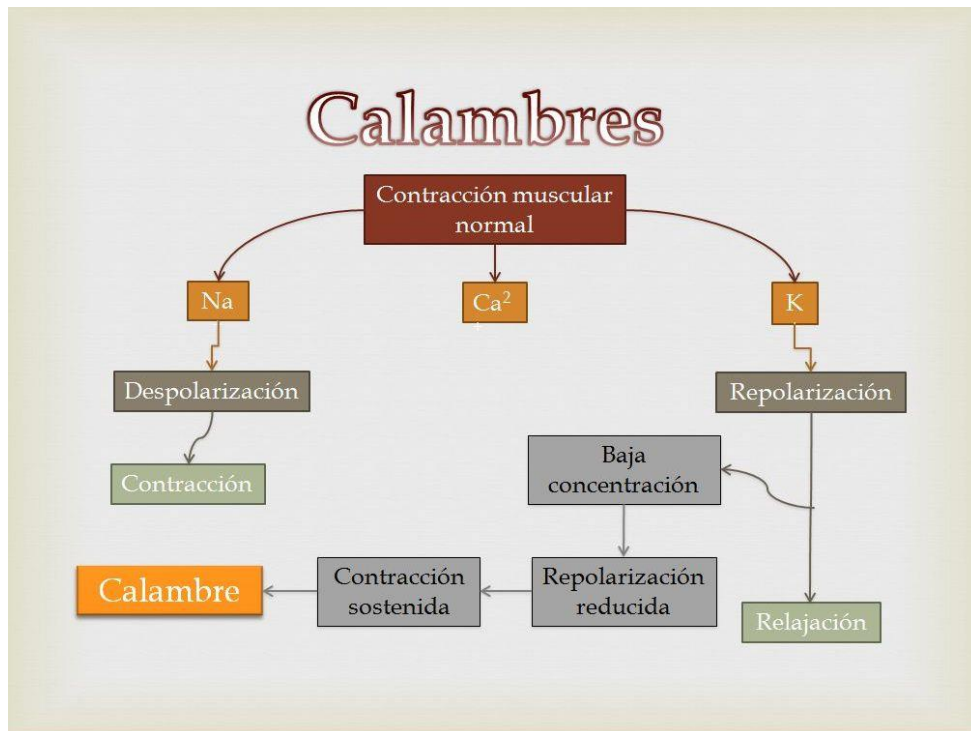 Calambres
Contracción muscular
normal
Na
Ca²
+
K
Despolarización
Repolarización
Contracción
Baja
concentración
Calambre
Contracción
sostenida
Repolarización
reducida
Relajación